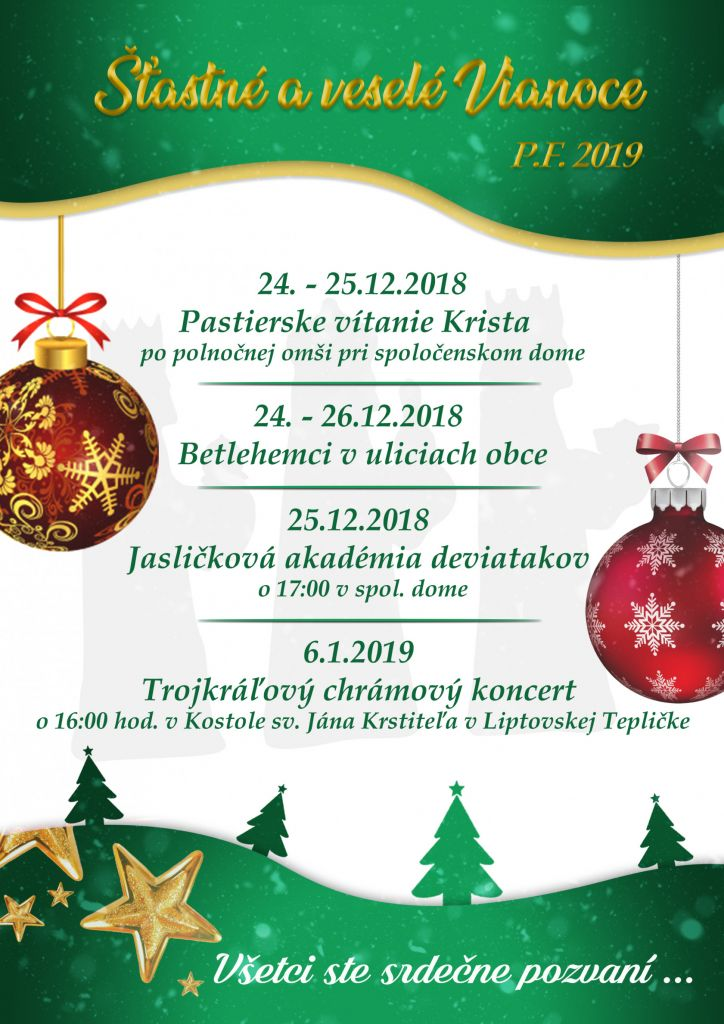 Šťastné a veselé Vianoce
P.F. 2019
24. - 25.12.2018
Pastierske vítanie Krista
po polnočnej omši pri spoločenskom dome
24. - 26.12.2018
Betlehemci v uliciach obce
25.12.2018
Jasličková akadémia deviatakov
o 17:00 v spol. dome
6.1.2019
Trojkráľový chrámový koncert
o 16:00 hod. v Kostole sv. Jána Krstiteľa v Liptovskej Tepličke
Všetci ste srdečne pozvaní ...